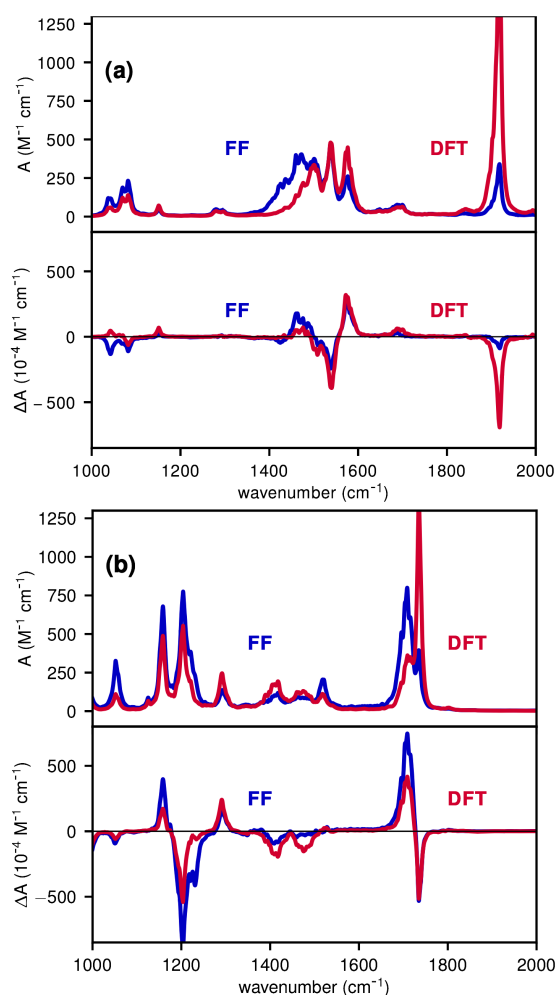 1250
1000
750
500
250
0
A (M⁻¹ cm⁻¹)
(a)
FF
DFT
500
0
−500
ΔA (10⁻⁴ M⁻¹ cm⁻¹)
FF
DFT
1000 1200 1400 1600 1800 2000
wavenumber (cm⁻¹)
1250
1000
750
500
250
0
A (M⁻¹ cm⁻¹)
(b)
FF
DFT
500
0
−500
ΔA (10⁻⁴ M⁻¹ cm⁻¹)
FF
DFT
1000 1200 1400 1600 1800 2000
wavenumber (cm⁻¹)